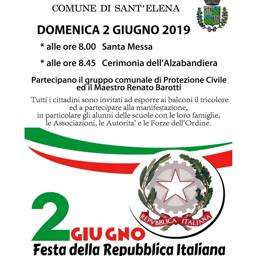 COMUNE DI SANT'ELENA
DOMENICA 2 GIUGNO 2019
* alle ore 8.00 Santa Messa
* alle ore 8.45 Cerimonia dell'Alzabandiera
Partecipano il gruppo comunale di Protezione Civile
ed il Maestro Renato Barotti
Tutti i cittadini sono invitati ad esporre ai balconi il tricolore
ed a partecipare alla manifestazione,
in particolare gli alunni delle scuole con le loro famiglie,
le Associazioni, le Autorita' e le Forze dell'Ordine.
REPVBBLICA ITALIANA
2 GIUGNO
Festa della Repubblica Italiana